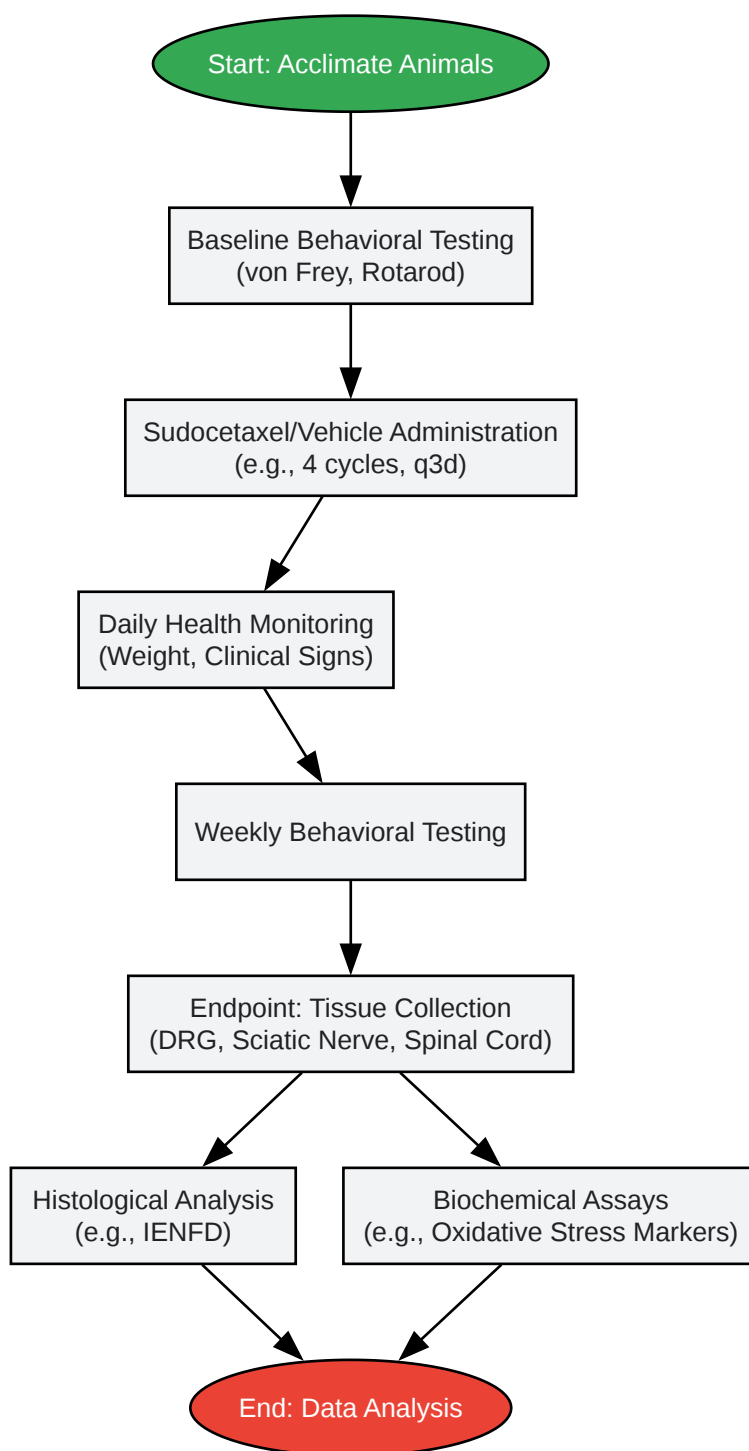 Start: Acclimate Animals
Baseline Behavioral Testing
(von Frey, Rotarod)
Sudocetaxel/Vehicle Administration
(e.g., 4 cycles, q3d)
Daily Health Monitoring
(Weight, Clinical Signs)
Weekly Behavioral Testing
Endpoint: Tissue Collection
(DRG, Sciatic Nerve, Spinal Cord)
Histological Analysis
(e.g., IENFD)
Biochemical Assays
(e.g., Oxidative Stress Markers)
End: Data Analysis